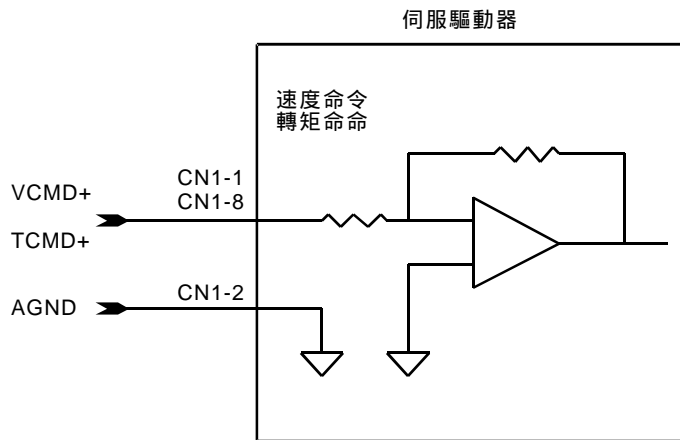 伺服驅動器
速度命令
轉矩命命
CN1-1
VCMD+
CN1-8
TCMD+
CN1-2
AGND